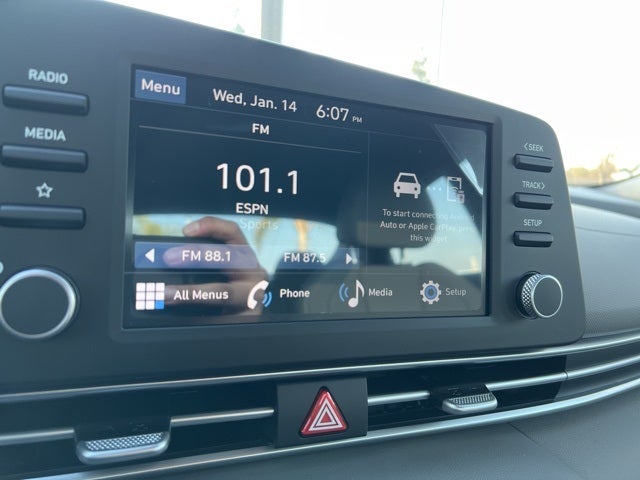 RADIO
MEDIA
Menu
Wed, Jan. 14
6:07 PM
FM
101.1
ESPN
Sports
FM 88.1
FM 87.5
To start connecting Android
Auto or Apple CarPlay, press
this widget.
All Menus
Phone
Media
Setup
<SEEK
TRACK>
SETUP